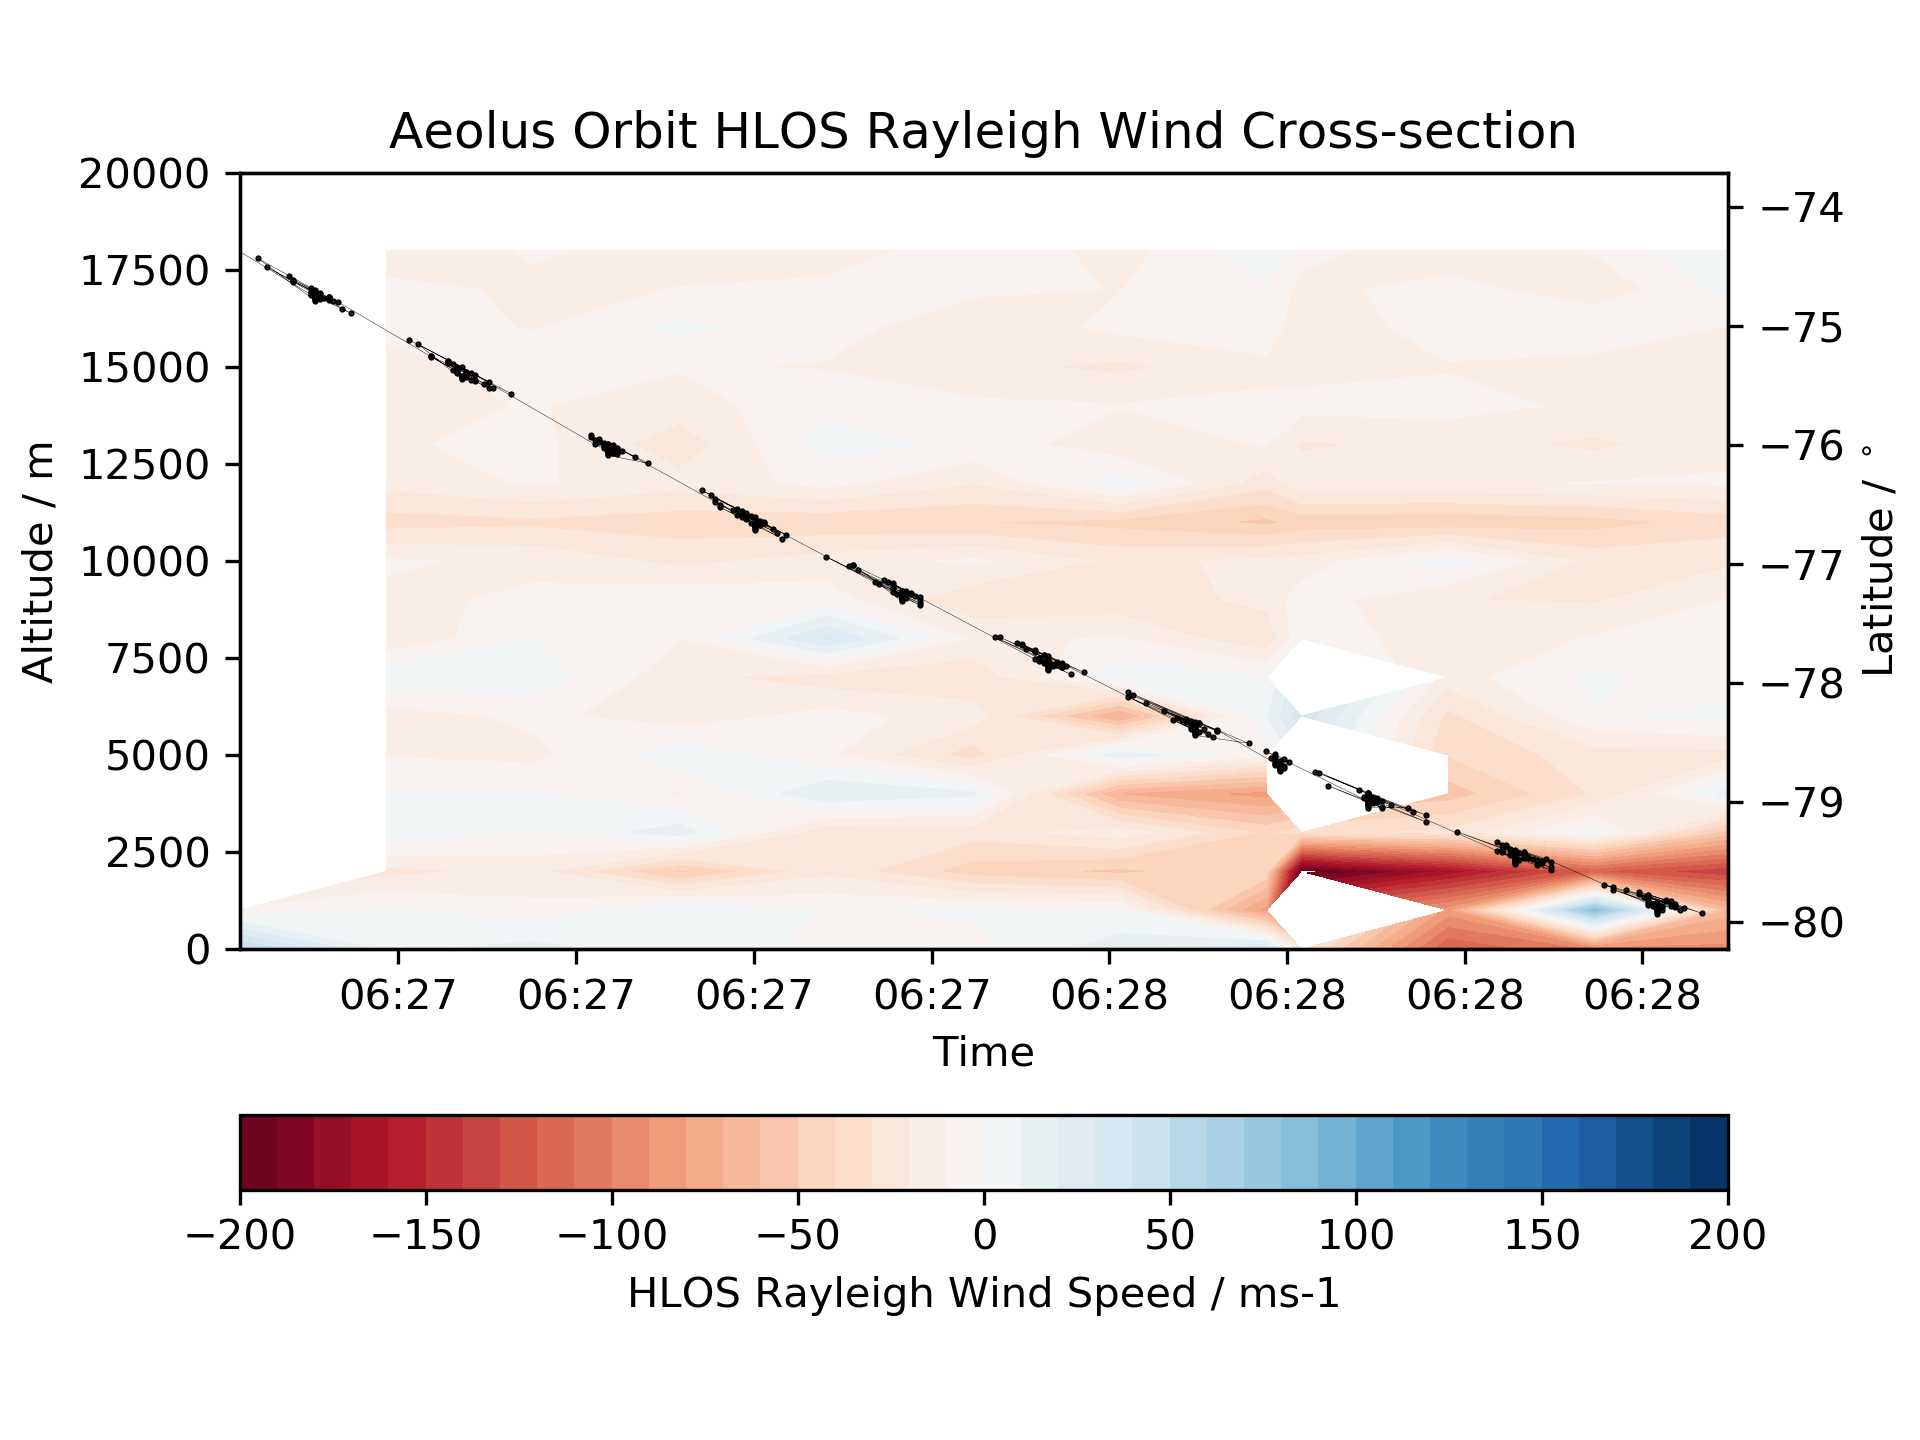 Aeolus Orbit HLOS Rayleigh Wind Cross-section
20000
17500
15000
12500
10000
7500
5000
2500
0
Altitude / m
−74
−75
−76
−77
−78
−79
−80
Latitude / °
06:27 06:27 06:27 06:27 06:28 06:28 06:28 06:28
Time
−200 −150 −100 −50 0 50 100 150 200
HLOS Rayleigh Wind Speed / ms-1